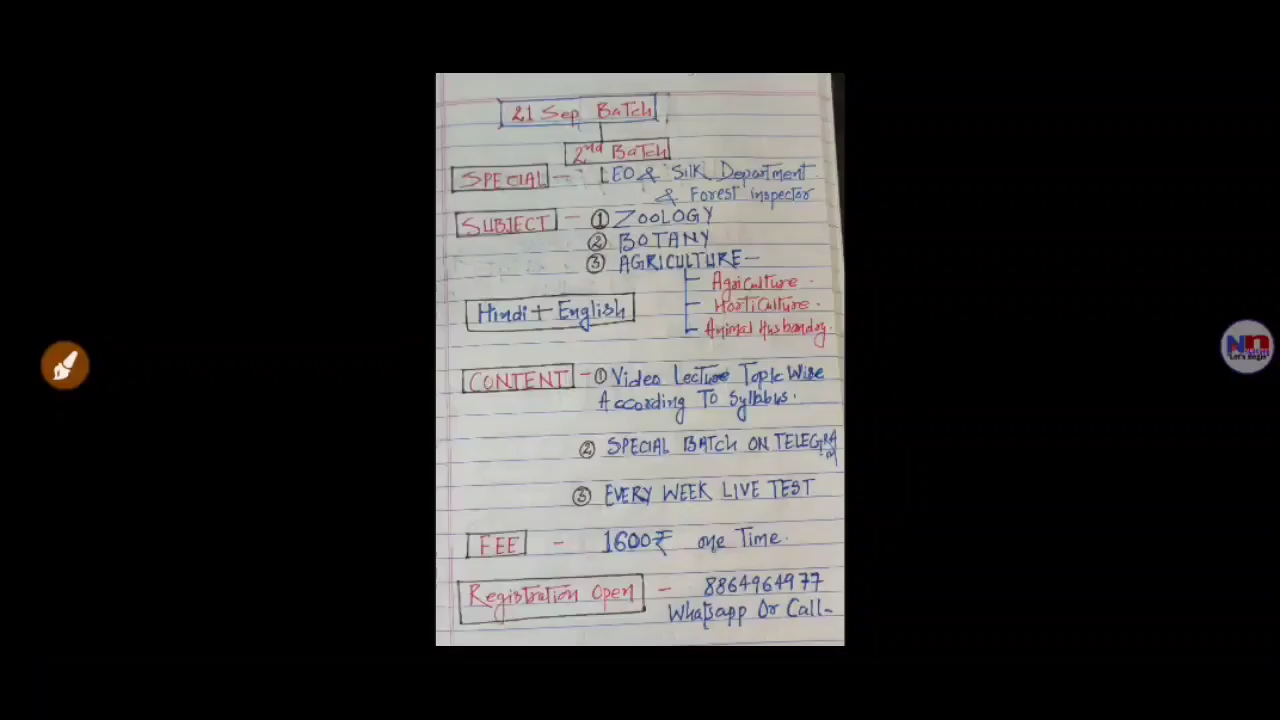 21 Sep Batch
2nd Batch
SPECIAL - LEO & Silk Department
& Forest inspector
SUBJECT - ① ZOOLOGY
② BOTANY
③ AGRICULTURE -
Agriculture.
Horticulture.
Hindi + English
Animal Husbandry.
CONTENT - ① Video Lecture Topic Wise
According To Syllabus.
② SPECIAL BATCH ON TELEGRAM
③ EVERY WEEK LIVE TEST
FEE - 1600₹ one Time.
Registration Open - 8864964977
Whatsapp Or Call-
"Let's Begin"